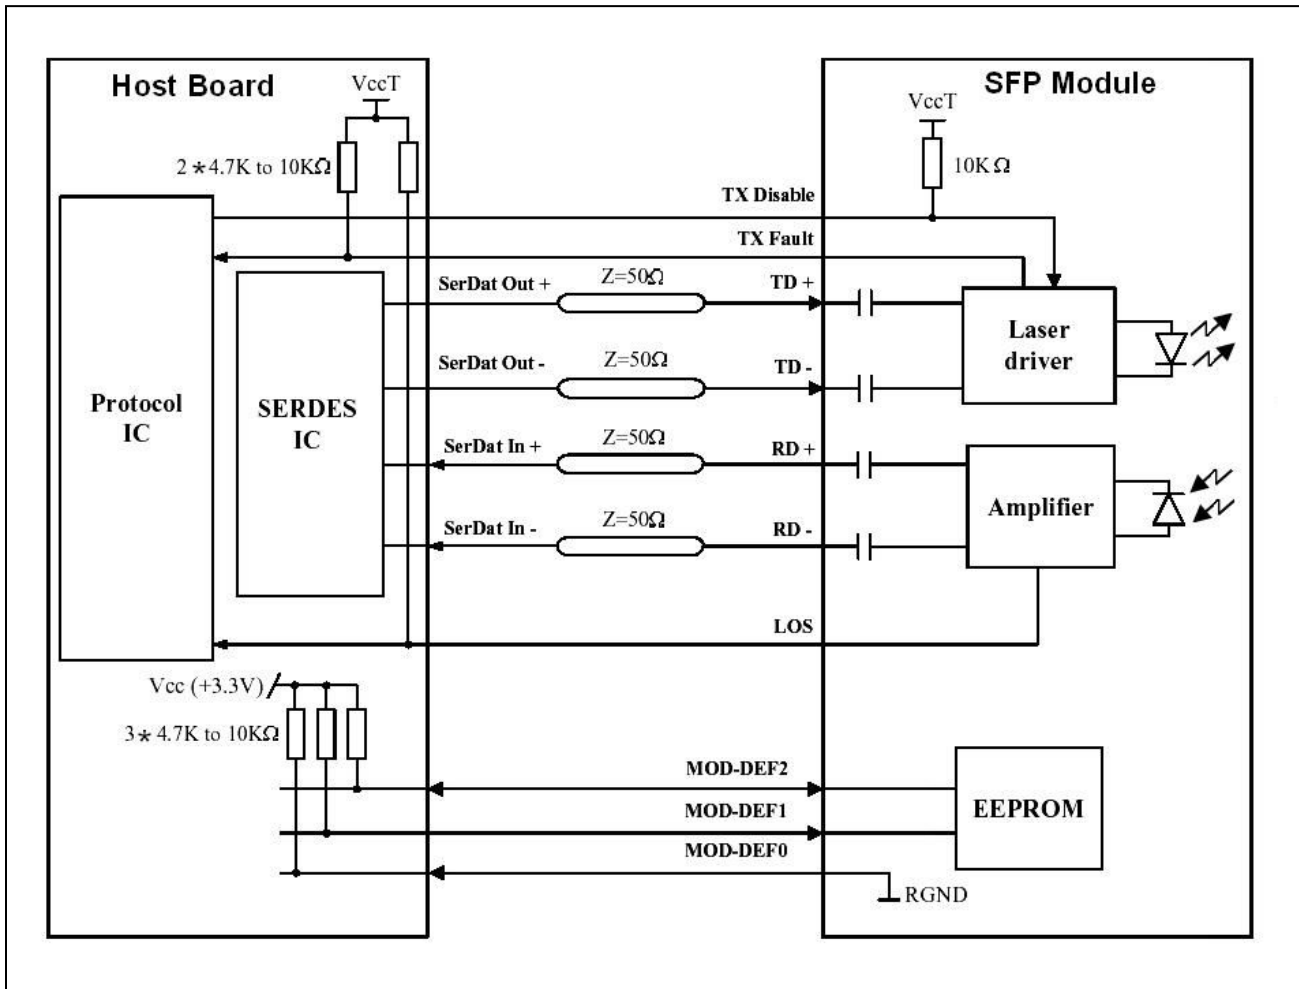 Host Board
SFP Module
VccT
VccT
2*4.7K to 10KΩ
10KΩ
TX Disable
TX Fault
SerDat Out +
Z=50Ω
TD +
Laser
driver
SerDat Out -
Z=50Ω
TD -
Protocol
IC
SERDES
IC
SerDat In +
Z=50Ω
RD +
Amplifier
SerDat In -
Z=50Ω
RD -
LOS
Vcc (+3.3V)
3* 4.7K to 10KΩ
MOD-DEF2
MOD-DEF1
MOD-DEF0
EEPROM
RGND